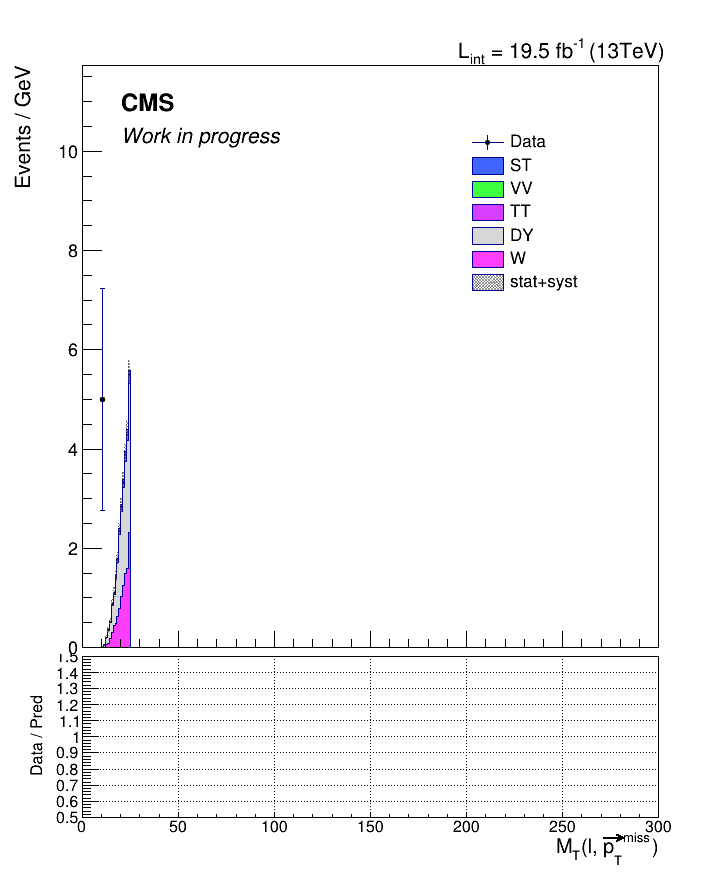 L_int = 19.5 fb^-1 (13TeV)
Events / GeV
CMS
Work in progress
Data
ST
VV
TT
DY
W
stat+syst
10
8
6
4
2
0
1.5
1.4
1.3
1.2
1.1
1
0.9
0.8
0.7
0.6
0.5
Data / Pred
0 50 100 150 200 250 300
M_T(l, p_T^miss)